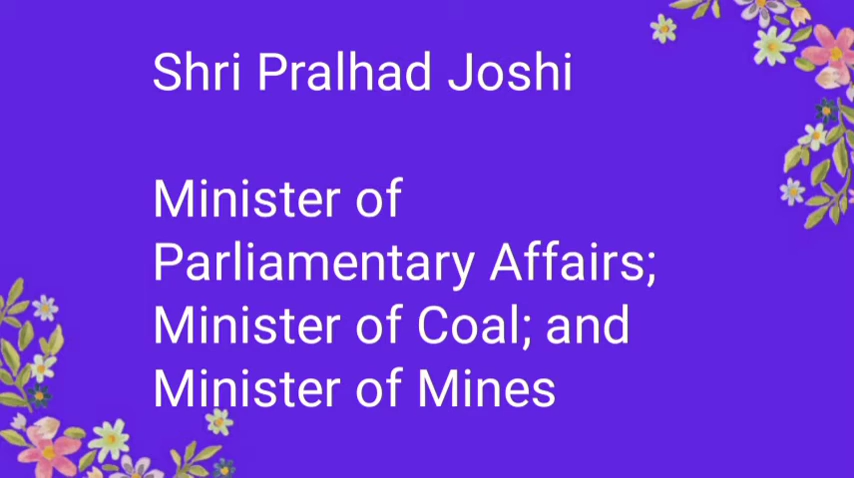 Shri Pralhad Joshi
Minister of
Parliamentary Affairs;
Minister of Coal; and
Minister of Mines